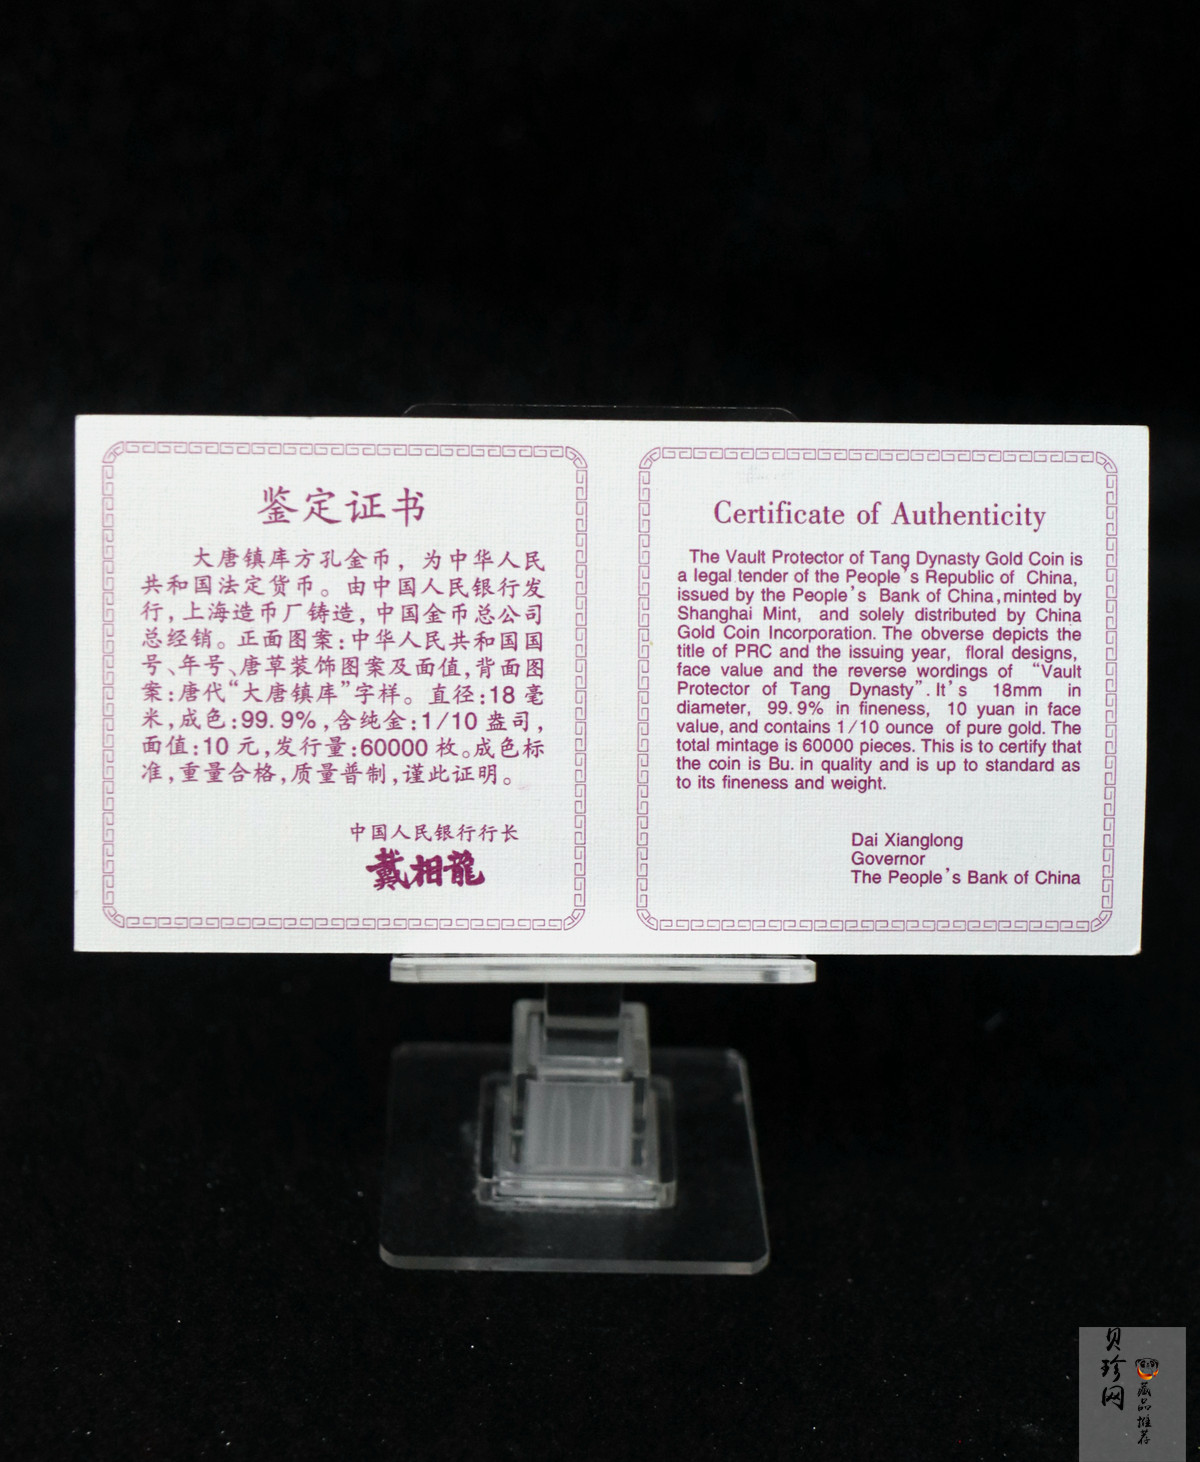 鉴定证书
大唐镇库方孔金币，为中华人民
共和国法定货币。由中国人民银行发
行，上海造币厂铸造，中国金币总公司
总经销。正面图案：中华人民共和国国
号、年号、唐草装饰图案及面值，背面图
案：唐代“大唐镇库”字样。直径：18毫
米，成色：99.9%，含纯金：1/10盎司，
面值：10元，发行量：60000枚。成色标
准，重量合格，质量普制，谨此证明。
中国人民银行行长
戴相龍
Certificate of Authenticity
The Vault Protector of Tang Dynasty Gold Coin is
a legal tender of the People's Republic of China,
issued by the People's Bank of China, minted by
Shanghai Mint, and solely distributed by China
Gold Coin Incorporation. The obverse depicts the
title of PRC and the issuing year, floral designs,
face value and the reverse wordings of “Vault
Protector of Tang Dynasty”. It's 18mm in
diameter, 99.9% in fineness, 10 yuan in face
value, and contains 1/10 ounce of pure gold. The
total mintage is 60000 pieces. This is to certify that
the coin is Bu. in quality and is up to standard as
to its fineness and weight.
Dai Xianglong
Governor
The People's Bank of China
贝珍网
藏品推荐